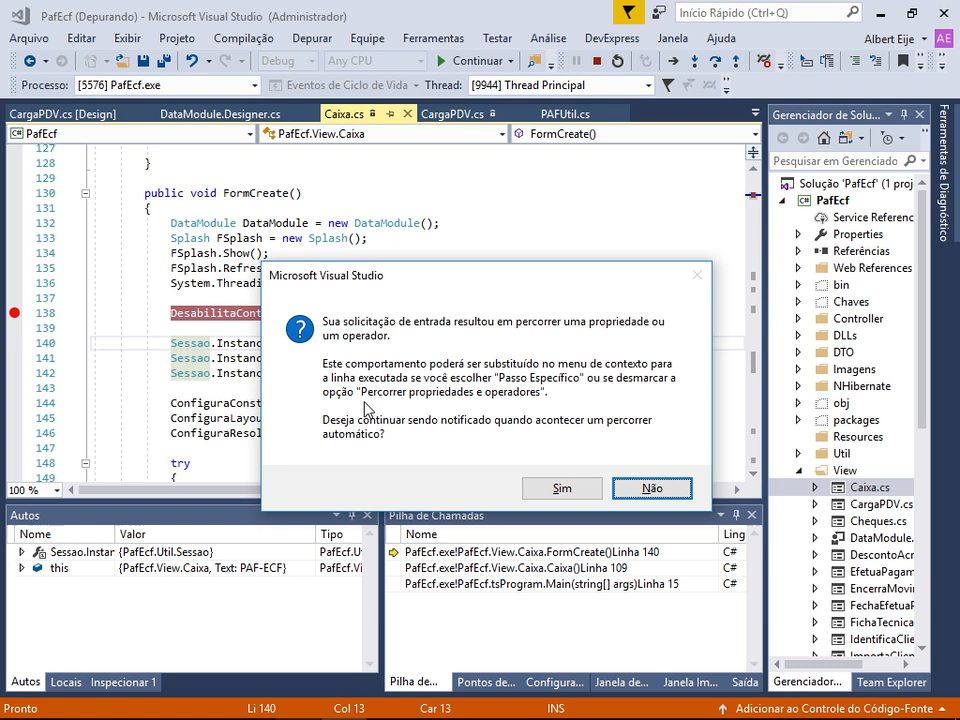 PafEcf (Depurando) - Microsoft Visual Studio (Administrador)
Início Rápido (Ctrl+Q)
Arquivo Editar Exibir Projeto Compilação Depurar Equipe Ferramentas Testar Análise DevExpress Janela Ajuda Albert Eije AE
Debug Any CPU Continuar
Processo: [5576] PafEcf.exe Eventos de Ciclo de Vida Thread: [9944] Thread Principal
CargaPDV.cs [Design] DataModule.Designer.cs Caixa.cs CargaPDV.cs PAFUtil.cs
PafEcf PafEcf.View.Caixa FormCreate()
127
128 }
129
130 public void FormCreate()
131 {
132 DataModule DataModule = new DataModule();
133 Splash FSplash = new Splash();
134 FSplash.Show();
135 FSplash.Refres
136 System.Threadi
137
138 DesabilitaCont
139
140 Sessao.Instanc
141 Sessao.Instanc
142 Sessao.Instanc
143
144 ConfiguraConst
145 ConfiguraLayou
146 ConfiguraResol
147
148 try
149 {
100 %
Microsoft Visual Studio
Sua solicitação de entrada resultou em percorrer uma propriedade ou
um operador.
Este comportamento poderá ser substituído no menu de contexto para
a linha executada se você escolher "Passo Específico" ou se desmarcar a
opção "Percorrer propriedades e operadores".
Deseja continuar sendo notificado quando acontecer um percorrer
automático?
Sim Não
Gerenciador de Solu...
Pesquisar em Gerenciador
Solução 'PafEcf' (1 proj
PafEcf
Service Referenc
Properties
Referências
Web References
bin
Chaves
Controller
DLLs
DTO
Imagens
NHibernate
obj
packages
Resources
Util
View
Caixa.cs
CargaPDV.cs
Cheques.cs
DataModule.
DescontoAcr
EfetuaPagam
EncerraMovi
FechaEfetuaP
FichaTecnica
IdentificaClie
ImportaClien
Gerenciador... Team Explorer
Ferramentas de Diagnóstico
Autos
Nome Valor Tipo
Sessao.Instar {PafEcf.Util.Sessao} PafEcf.U
this {PafEcf.View.Caixa, Text: PAF-ECF} PafEcf.Vi
Autos Locais Inspecionar 1
Pilha de Chamadas
Nome Ling
PafEcf.exe!PafEcf.View.Caixa.FormCreate()Linha 140 C#
PafEcf.exe!PafEcf.View.Caixa.Caixa()Linha 109 C#
PafEcf.exe!PafEcf.tsProgram.Main(string[] args)Linha 15 C#
Pilha de... Pontos de... Configura... Janela de... Janela Im... Saída
Pronto Li 140 Col 13 Car 13 INS Adicionar ao Controle do Código-Fonte